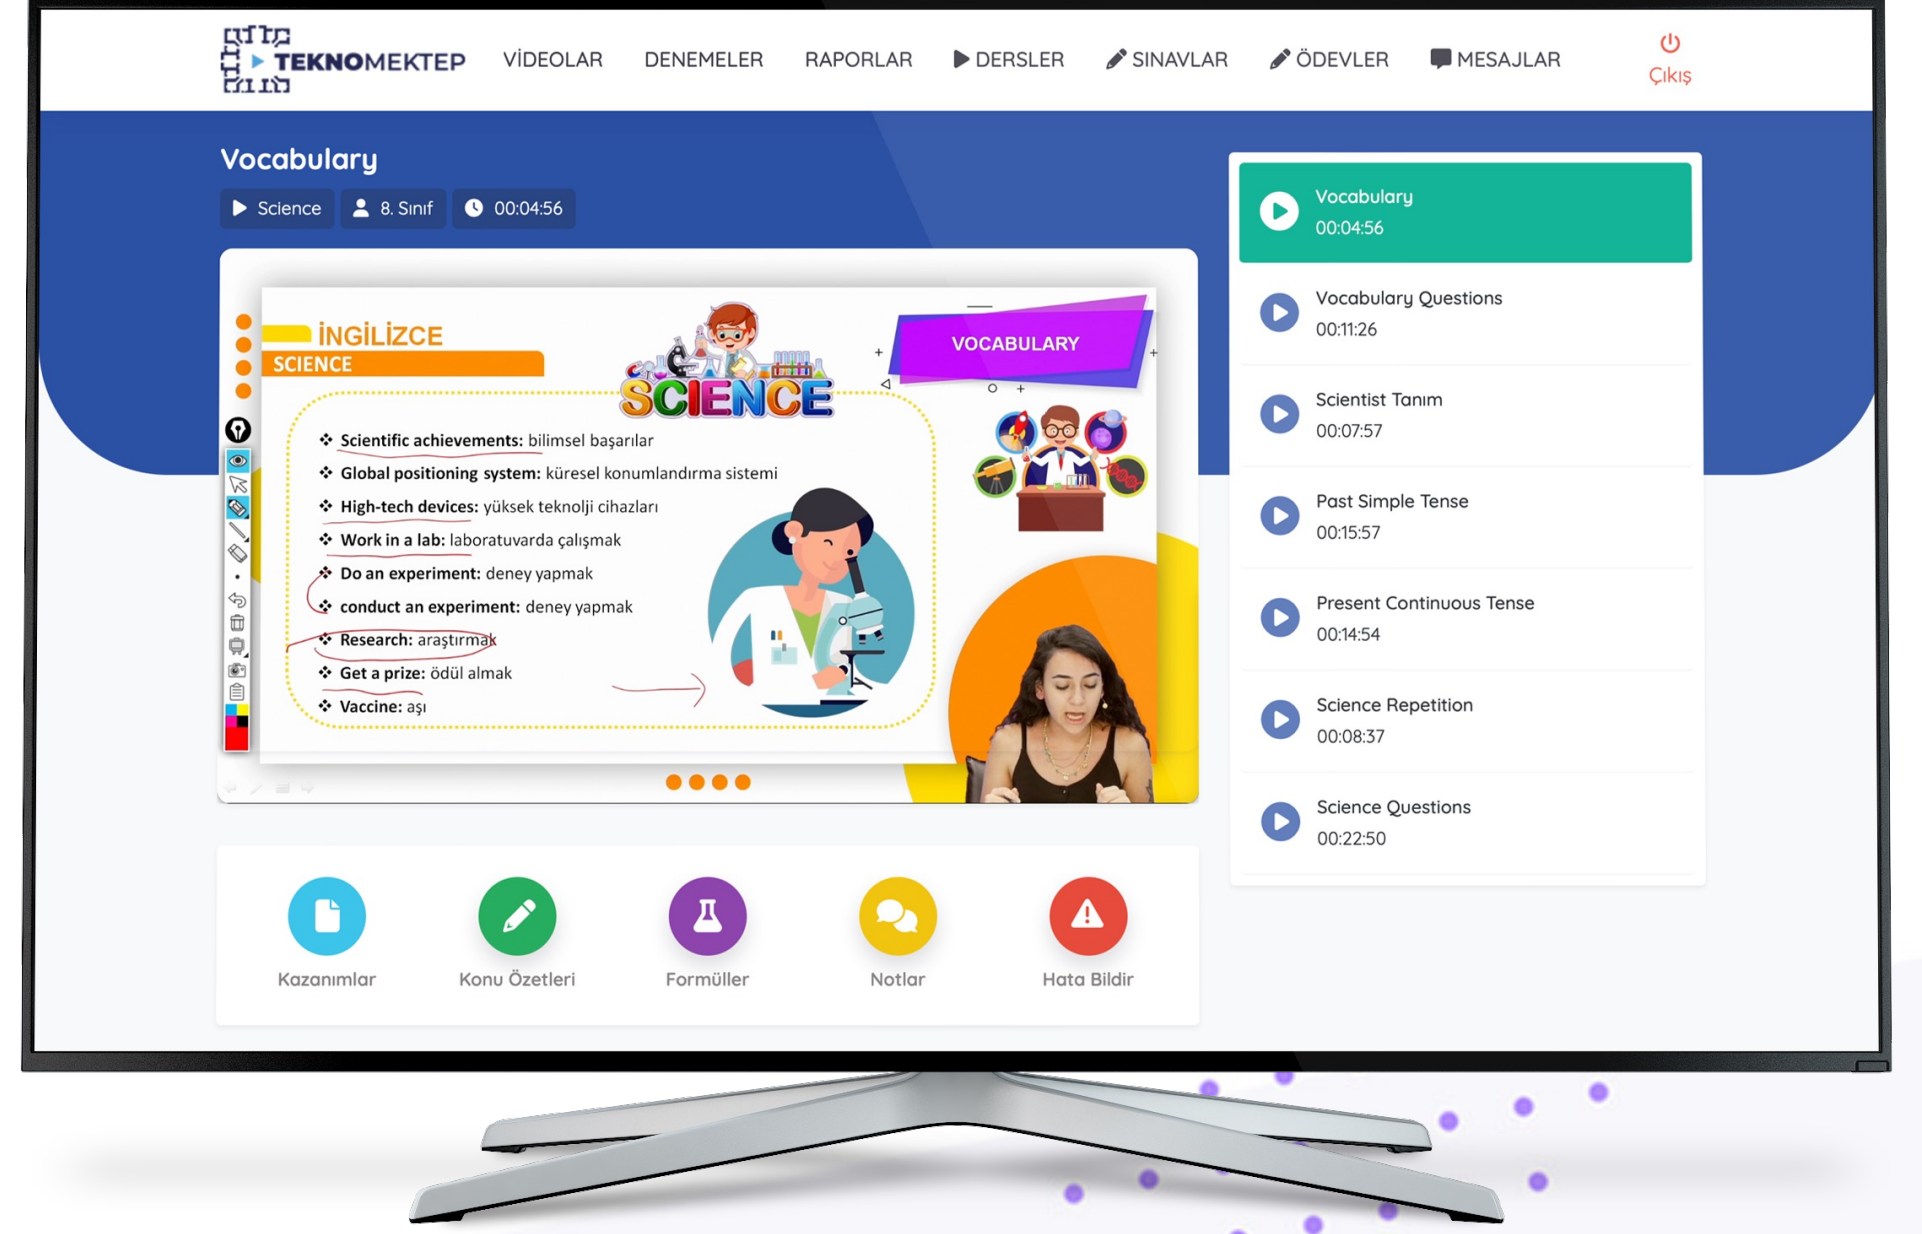 TEKNOMEKTEP
VİDEOLAR
DENEMELER
RAPORLAR
DERSLER
SINAVLAR
ÖDEVLER
MESAJLAR
Çıkış
Vocabulary
Science
8. Sınıf
00:04:56
İNGİLİZCE
SCIENCE
SCIENCE
VOCABULARY
Scientific achievements: bilimsel başarılar
Global positioning system: küresel konumlandırma sistemi
High-tech devices: yüksek teknolji cihazları
Work in a lab: laboratuvarda çalışmak
Do an experiment: deney yapmak
conduct an experiment: deney yapmak
Research: araştırmak
Get a prize: ödül almak
Vaccine: aşı
Vocabulary
00:04:56
Vocabulary Questions
00:11:26
Scientist Tanım
00:07:57
Past Simple Tense
00:15:57
Present Continuous Tense
00:14:54
Science Repetition
00:08:37
Science Questions
00:22:50
Kazanımlar
Konu Özetleri
Formüller
Notlar
Hata Bildir